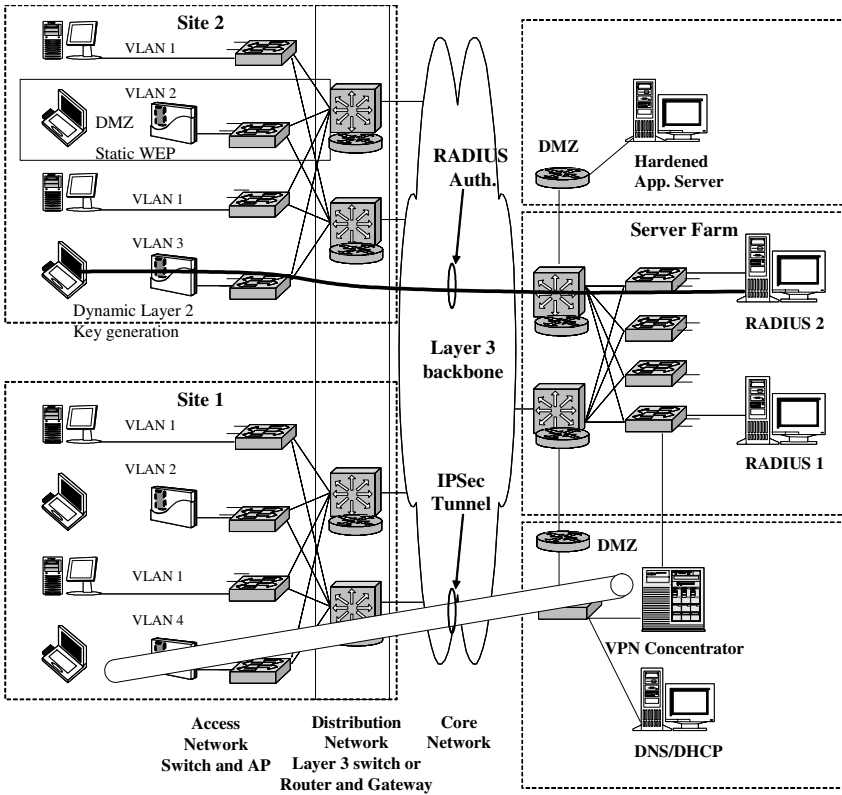 Site 2
VLAN 1
VLAN 2
DMZ
Static WEP
VLAN 1
VLAN 3
Dynamic Layer 2
Key generation
Site 1
VLAN 1
VLAN 2
VLAN 1
VLAN 4
RADIUS
Auth.
Layer 3
backbone
IPSec
Tunnel
DMZ
Hardened
App. Server
Server Farm
RADIUS 2
RADIUS 1
DMZ
VPN Concentrator
DNS/DHCP
Access
Network
Switch and AP
Distribution
Network
Layer 3 switch or
Router and Gateway
Core
Network